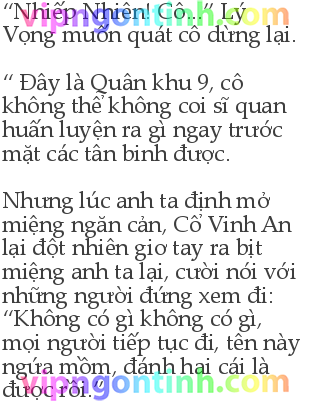 “Nhiếp Nhiên! Cô...” Lý
Vọng muốn quát cô dừng lại.
“ Đây là Quân khu 9, cô
không thể không coi sĩ quan
huấn luyện ra gì ngay trước
mặt các tân binh được.
Nhưng lúc anh ta định mở
miệng ngăn cản, Cổ Vinh An
lại đột nhiên giơ tay ra bịt
miệng anh ta lại, cười nói với
những người đứng xem đi:
“Không có gì không có gì,
mọi người tiếp tục đi, tên này
ngứa mồm, đánh hai cái là
được rồi.”
vipngontinh.com
vipngontinh.com